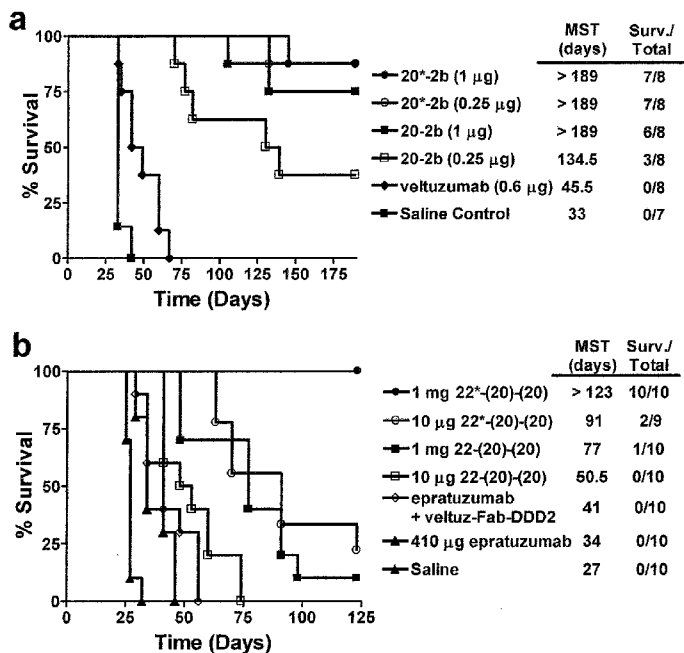 a
MST Surv./
(days) Total
100
75
50
25
0
% Survival
0 25 50 75 100 125 150 175
Time (Days)
20*-2b (1 µg) > 189 7/8
20*-2b (0.25 µg) > 189 7/8
20-2b (1 µg) > 189 6/8
20-2b (0.25 µg) 134.5 3/8
veltuzumab (0.6 µg) 45.5 0/8
Saline Control 33 0/7
b
MST Surv./
(days) Total
100
75
50
25
0
% Survival
0 25 50 75 100 125
Time (Days)
1 mg 22*-(20)-(20) > 123 10/10
10 µg 22*-(20)-(20) 91 2/9
1 mg 22-(20)-(20) 77 1/10
10 µg 22-(20)-(20) 50.5 0/10
epratuzumab
+ veltuz-Fab-DDD2 41 0/10
410 µg epratuzumab 34 0/10
Saline 27 0/10